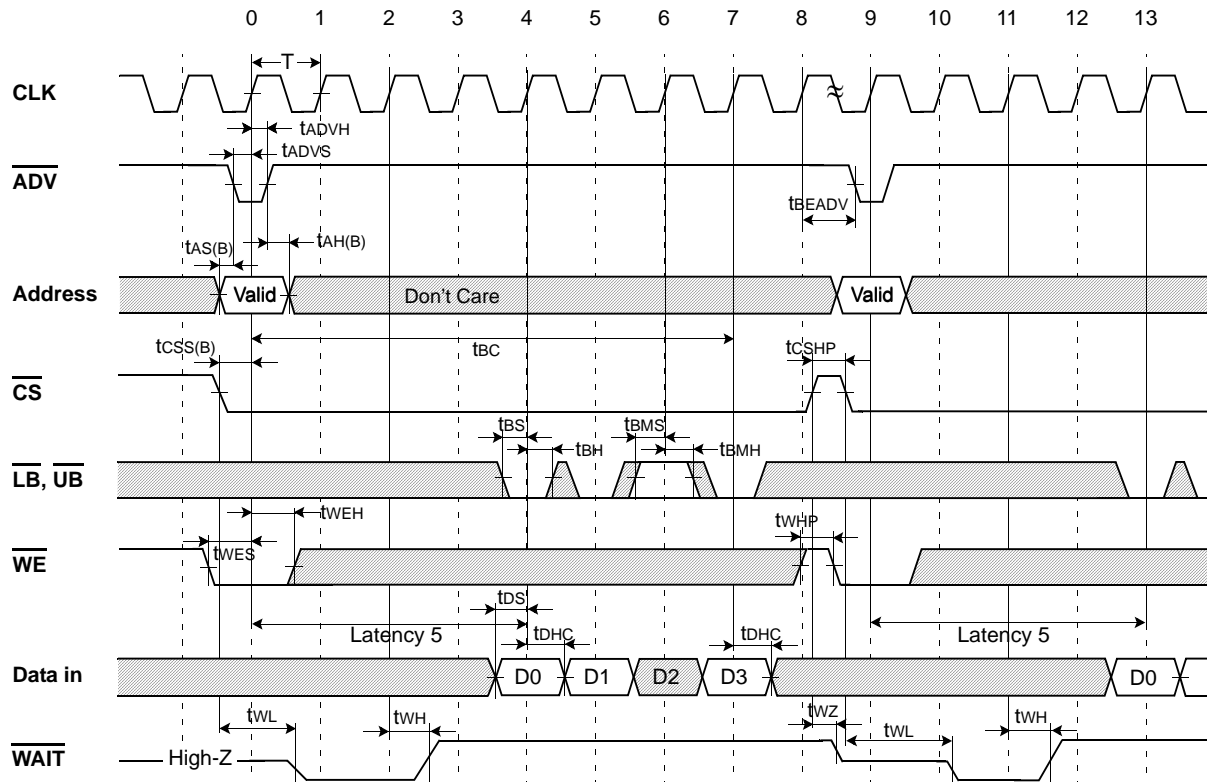 0 1 2 3 4 5 6 7 8 9 10 11 12 13
T
CLK
tADVH
tADVS
ADV
tBEADV
tAS(B) tAH(B)
Address Valid Don't Care Valid
tCSS(B) tBC tCSHP
CS
tBS tBMS
tBH tBMH
LB, UB
tWEH tWHP
tWES
WE
tDS
Latency 5 tDHC tDHC Latency 5
Data in D0 D1 D2 D3 D0
tWL tWH tWZ tWL tWH
WAIT High-Z